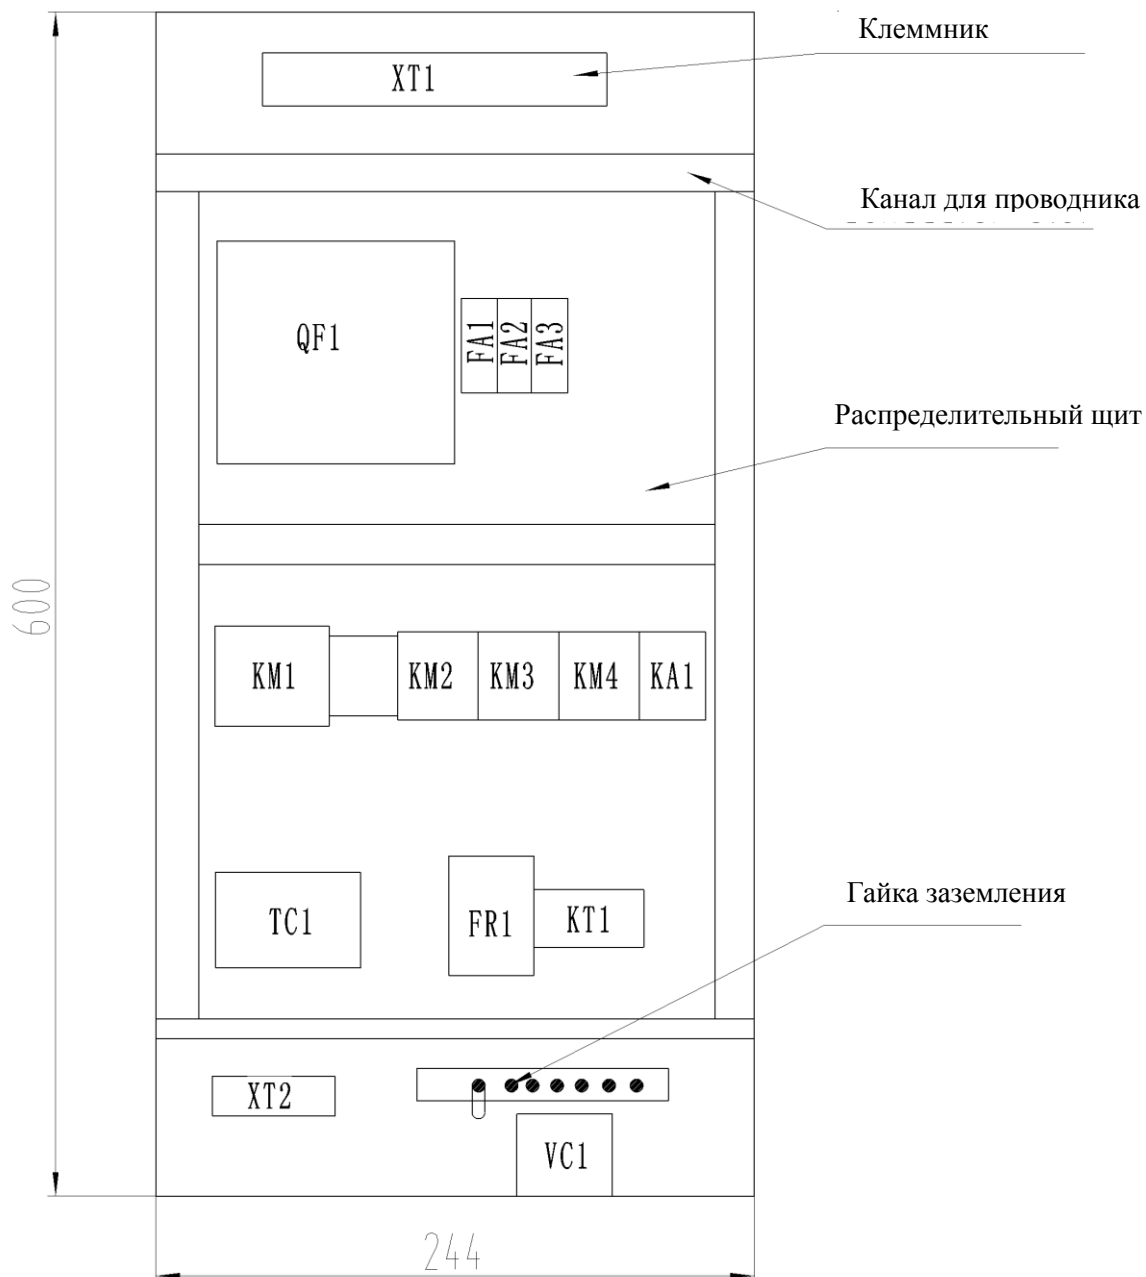 Клеммник
XT1
Канал для проводника
QF1
FA1
FA2
FA3
Распределительный щит
600
KM1
KM2
KM3
KM4
KA1
Гайка заземления
TC1
FR1
KT1
XT2
VC1
244